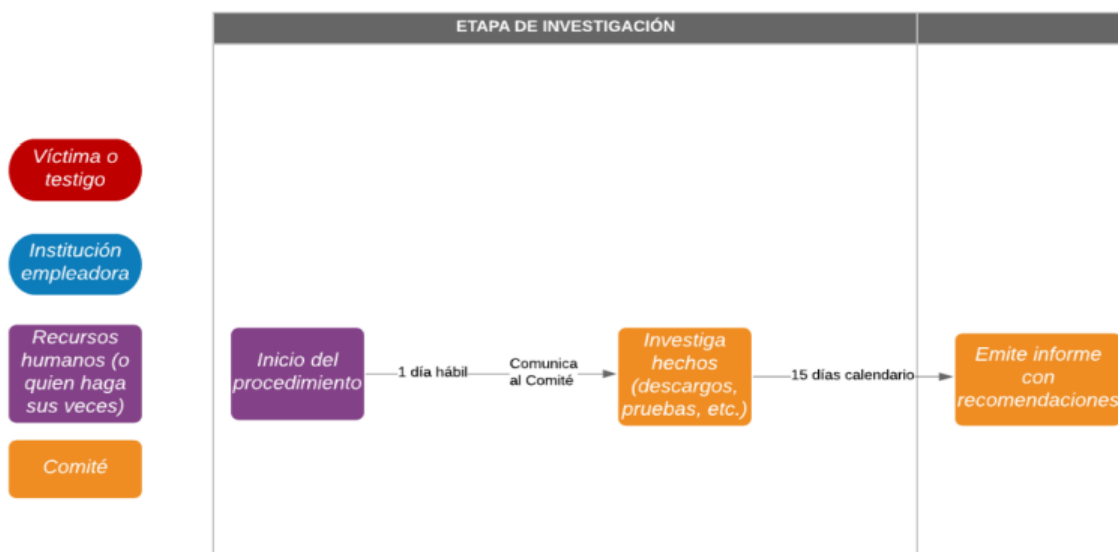 ETAPA DE INVESTIGACIÓN
Víctima o
testigo
Institución
empleadora
Recursos
humanos (o
quien haga
sus veces)
Comité
Inicio del
procedimiento
1 día hábil
Comunica
al Comité
Investiga
hechos
(descargos,
pruebas, etc.)
15 días calendario
Emite informe
con
recomendaciones